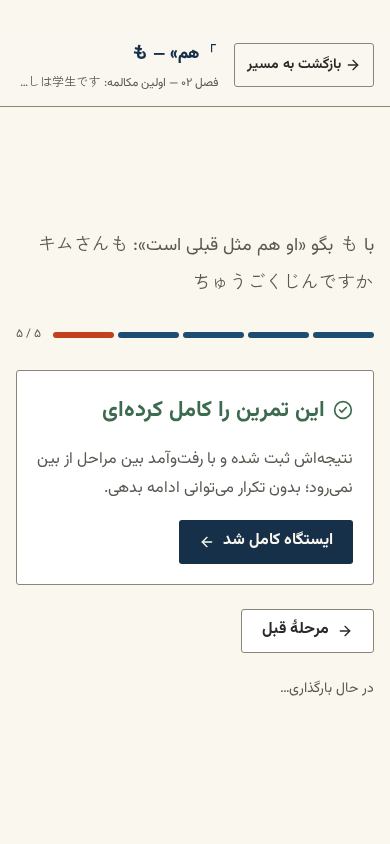 بازگشت به مسیر
「هم» — も
فصل ۰۲ — اولین مکالمه: しは学生です...
با も بگو «او هم مثل قبلی است»: キムさんも
ちゅうごくじんですか
۵ / ۵
این تمرین را کامل کرده‌ای
نتیجه‌اش ثبت شده و با رفت‌وآمد بین مراحل از بین
نمی‌رود؛ بدون تکرار می‌توانی ادامه بدهی.
ایستگاه کامل شد
مرحلهٔ قبل
در حال بارگذاری...